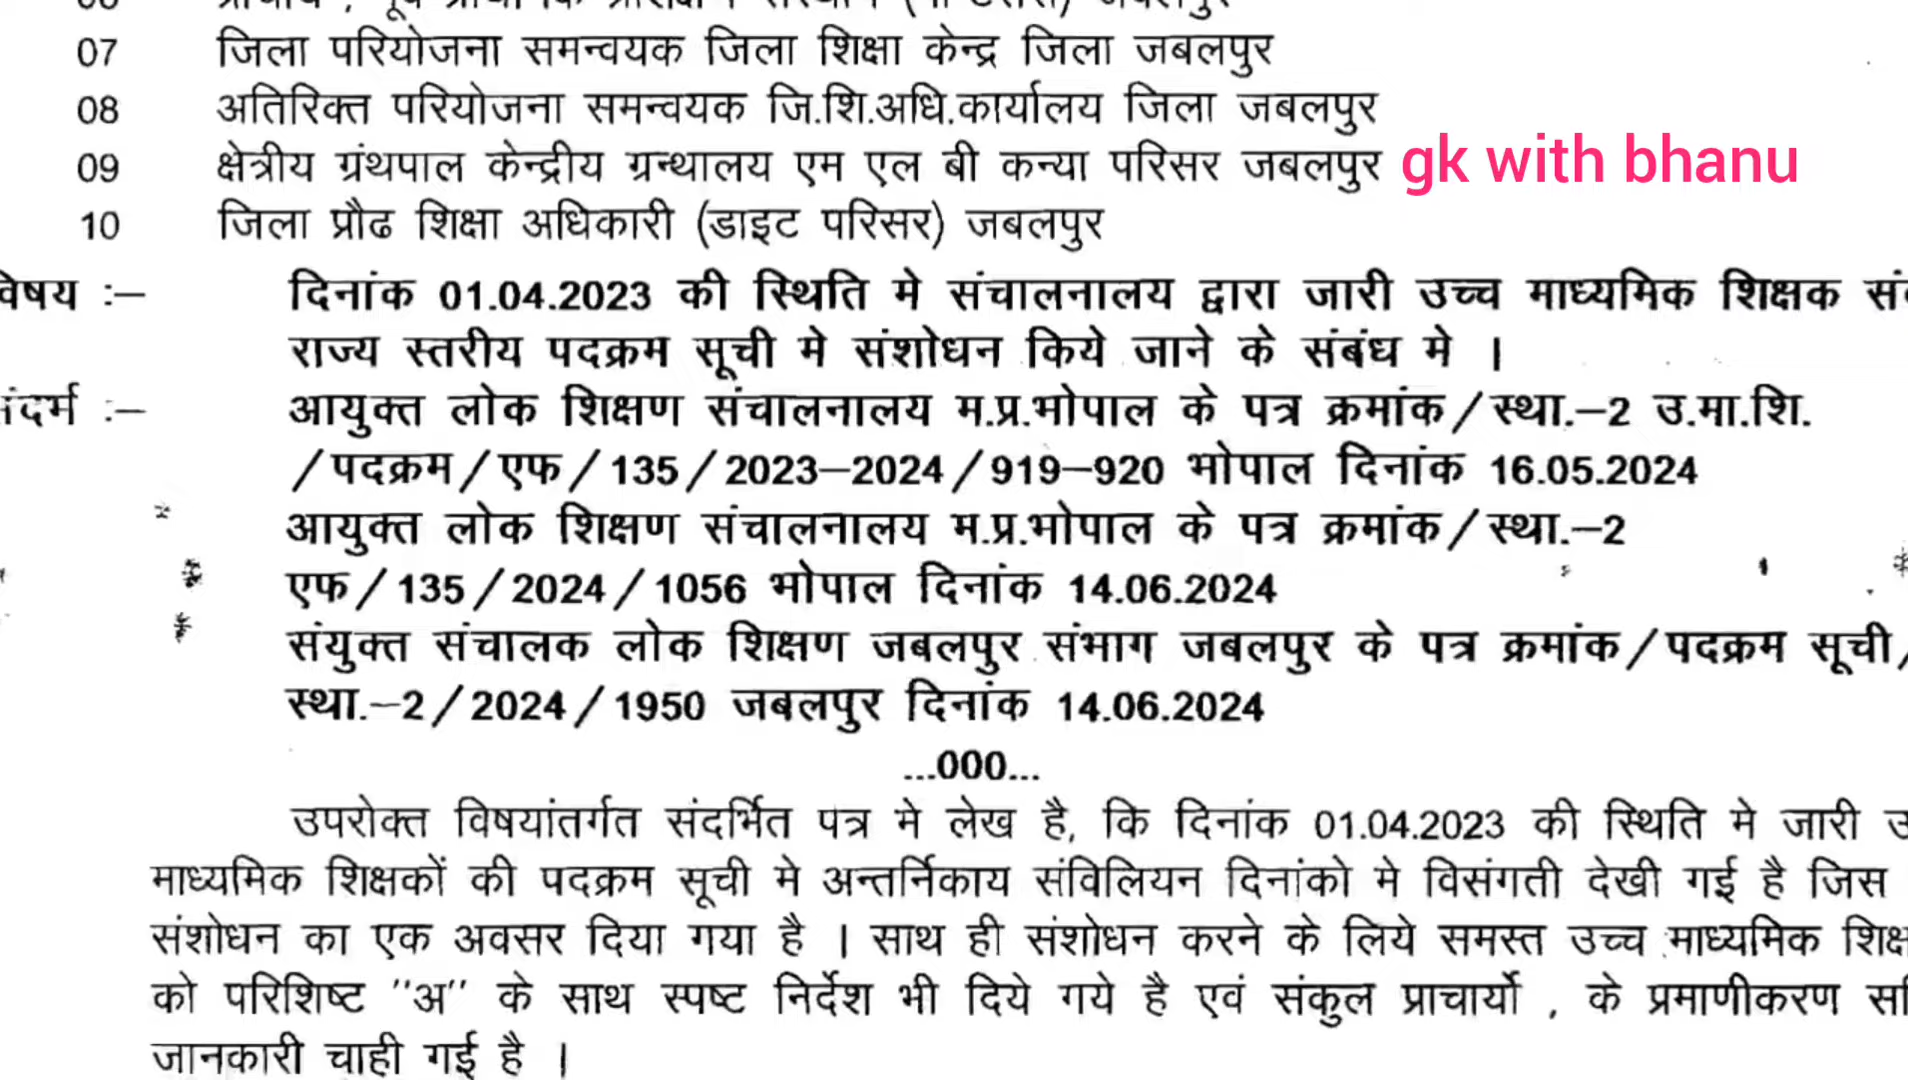 07 जिला परियोजना समन्वयक जिला शिक्षा केन्द्र जिला जबलपुर
08 अतिरिक्त परियोजना समन्वयक जि.शि.अधि.कार्यालय जिला जबलपुर
09 क्षेत्रीय ग्रंथपाल केन्द्रीय ग्रन्थालय एम एल बी कन्या परिसर जबलपुर gk with bhanu
10 जिला प्रौढ शिक्षा अधिकारी (डाइट परिसर) जबलपुर
विषय :– दिनांक 01.04.2023 की स्थिति मे संचालनालय द्वारा जारी उच्च माध्यमिक शिक्षक
राज्य स्तरीय पदक्रम सूची मे संशोधन किये जाने के संबंध मे ।
संदर्भ :– आयुक्त लोक शिक्षण संचालनालय म.प्र.भोपाल के पत्र क्रमांक/स्था.–2 उ.मा.शि.
/पदक्रम/एफ/135/2023–2024/919–920 भोपाल दिनांक 16.05.2024
आयुक्त लोक शिक्षण संचालनालय म.प्र.भोपाल के पत्र क्रमांक/स्था.–2
एफ/135/2024/1056 भोपाल दिनांक 14.06.2024
संयुक्त संचालक लोक शिक्षण जबलपुर संभाग जबलपुर के पत्र क्रमांक/पदक्रम सूची/
स्था.–2/2024/1950 जबलपुर दिनांक 14.06.2024
...000...
उपरोक्त विषयांतर्गत संदर्भित पत्र मे लेख है, कि दिनांक 01.04.2023 की स्थिति मे जारी
माध्यमिक शिक्षकों की पदक्रम सूची मे अन्तर्निकाय संविलियन दिनांको मे विसंगती देखी गई है जिस
संशोधन का एक अवसर दिया गया है । साथ ही संशोधन करने के लिये समस्त उच्च माध्यमिक
को परिशिष्ट ''अ'' के साथ स्पष्ट निर्देश भी दिये गये है एवं संकुल प्राचार्यो , के प्रमाणीकरण
जानकारी चाही गई है ।